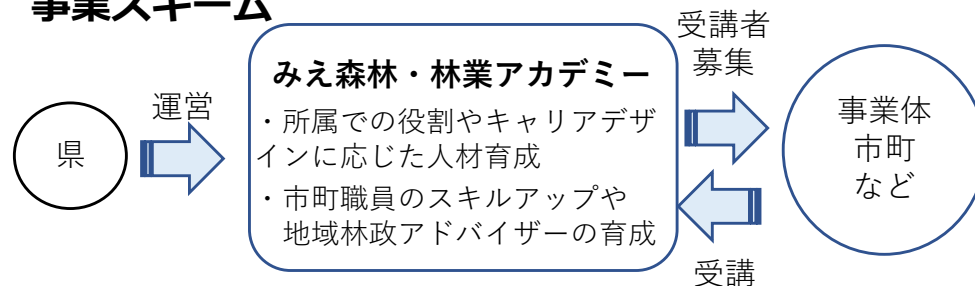 事業スキーム
県
運営
みえ森林・林業アカデミー
・所属での役割やキャリアデザ
インに応じた人材育成
・市町職員のスキルアップや
地域林政アドバイザーの育成
受講者
募集
受講
事業体
市町
など